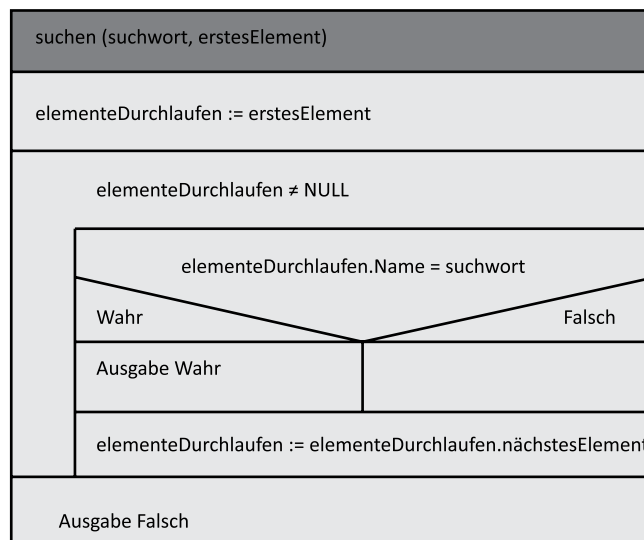 suchen (suchwort, erstesElement)
elementeDurchlaufen := erstesElement
elementeDurchlaufen ≠ NULL
elementeDurchlaufen.Name = suchwort
Wahr
Falsch
Ausgabe Wahr
elementeDurchlaufen := elementeDurchlaufen.nächstesElement
Ausgabe Falsch